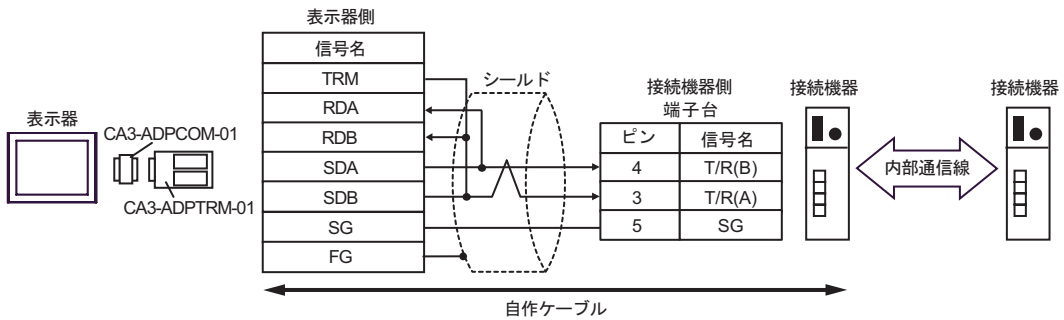 表示器側
信号名
TRM
RDA
RDB
SDA
SDB
SG
FG
シールド
表示器
CA3-ADPCOM-01
CA3-ADPTRM-01
接続機器側
端子台
ピン 信号名
4 T/R(B)
3 T/R(A)
5 SG
接続機器
内部通信線
接続機器
自作ケーブル